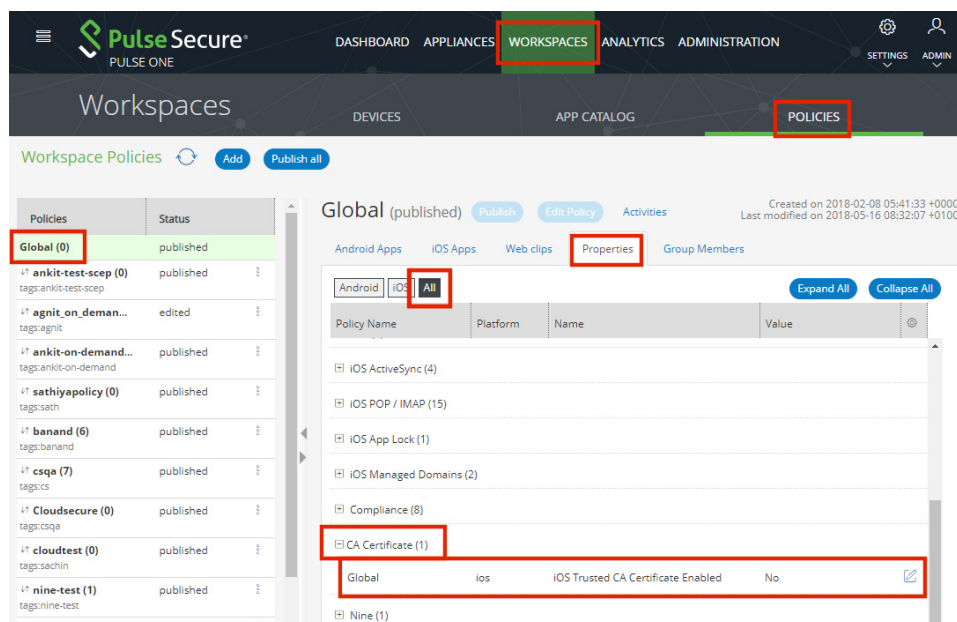 Pulse Secure®
PULSE ONE
DASHBOARD APPLIANCES WORKSPACES ANALYTICS ADMINISTRATION
SETTINGS ADMIN
Workspaces
DEVICES APP CATALOG POLICIES
Workspace Policies Add Publish all
Policies Status
Global (0) published
ankit-test-scep (0) published
tags:ankit-test-scep
agnit_on_deman... edited
tags:agnit
ankit-on-demand... published
tags:ankit-on-demand
sathiyapolicy (0) published
tags:sath
banand (6) published
tags:banand
csqa (7) published
tags:cs
Cloudsecure (0) published
tags:csqa
cloudtest (0) published
tags:sachin
nine-test (1) published
tags:nine-test
Global (published) Publish Edit Policy Activities
Created on 2018-02-08 05:41:33 +0000
Last modified on 2018-05-16 08:32:07 +0100
Android Apps iOS Apps Web clips Properties Group Members
Android iOS All Expand All Collapse All
Policy Name Platform Name Value
iOS ActiveSync (4)
iOS POP / IMAP (15)
iOS App Lock (1)
iOS Managed Domains (2)
Compliance (8)
CA Certificate (1)
Global ios iOS Trusted CA Certificate Enabled No
Nine (1)